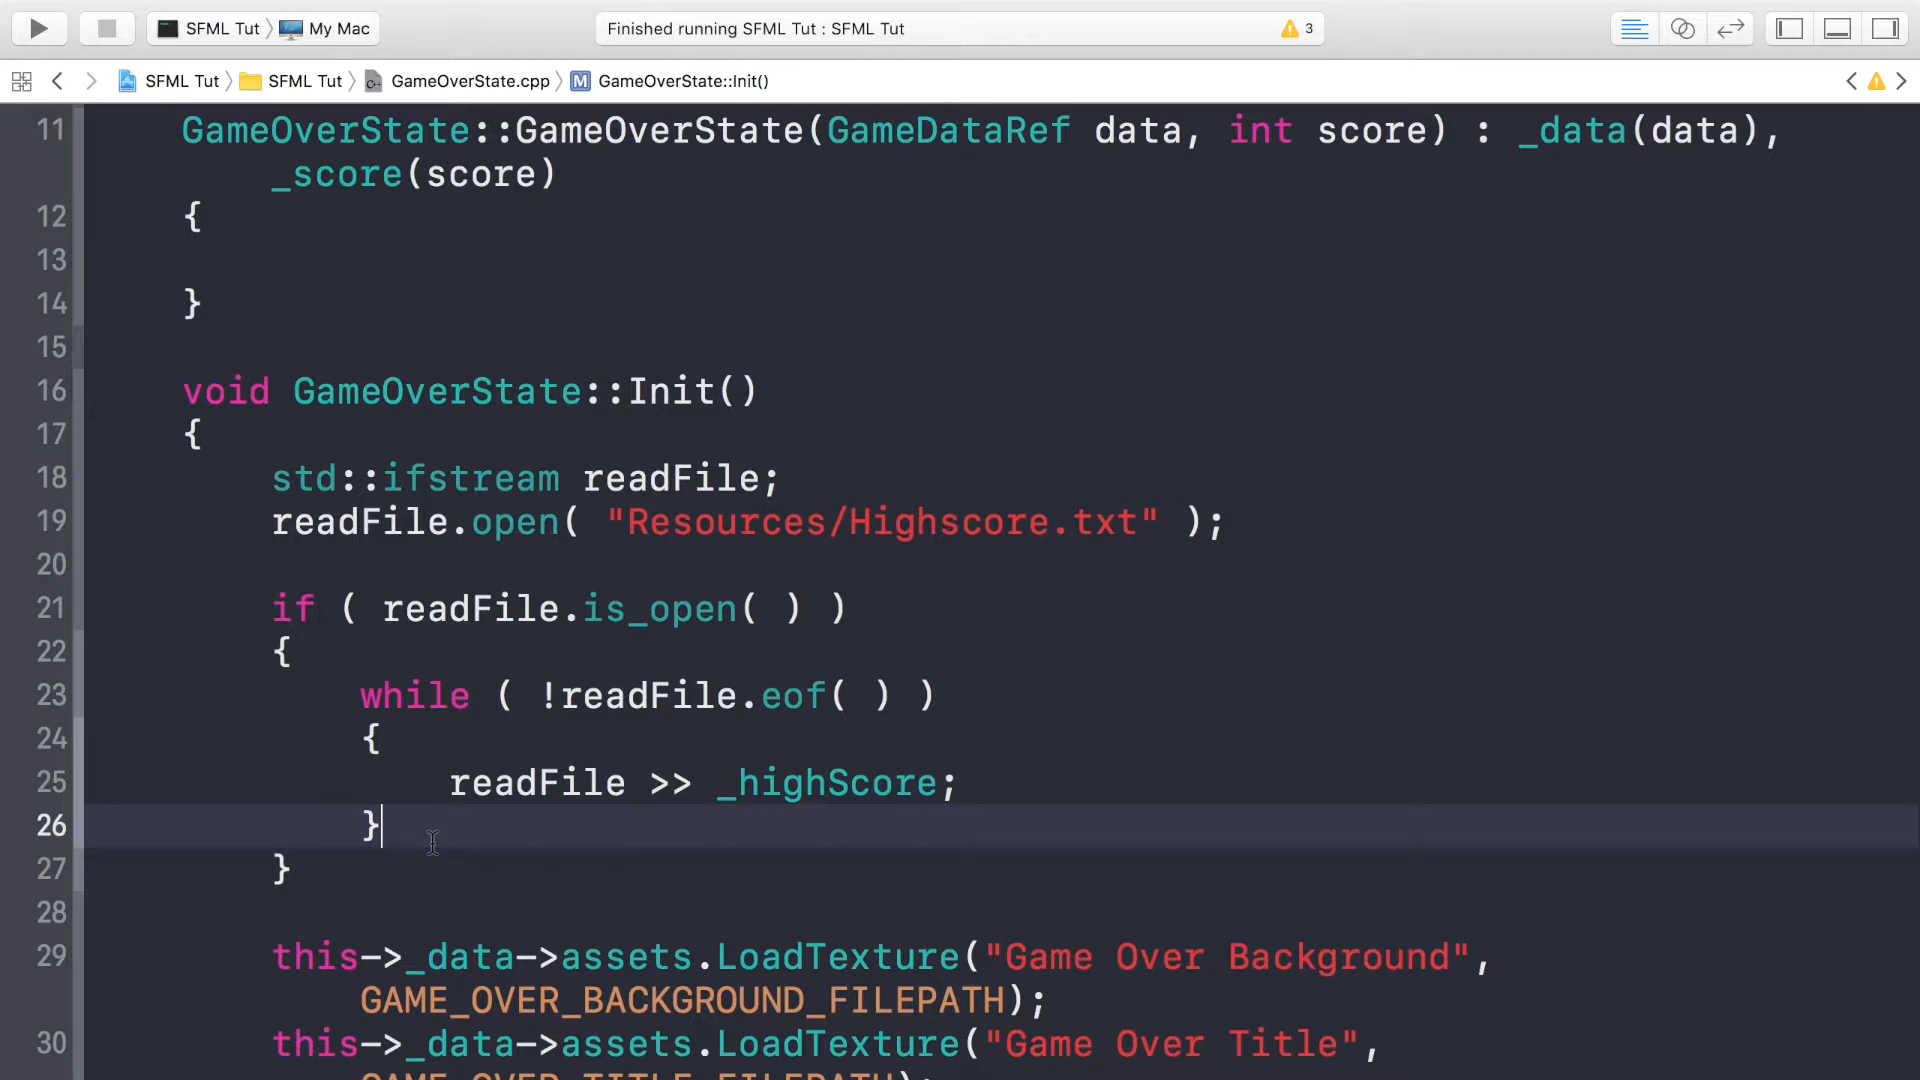 SFML Tut My Mac Finished running SFML Tut : SFML Tut 3
SFML Tut SFML Tut GameOverState.cpp M GameOverState::Init()
11 GameOverState::GameOverState(GameDataRef data, int score) : _data(data),
_score(score)
12 {
13
14 }
15
16 void GameOverState::Init()
17 {
18 std::ifstream readFile;
19 readFile.open( "Resources/Highscore.txt" );
20
21 if ( readFile.is_open( ) )
22 {
23 while ( !readFile.eof( ) )
24 {
25 readFile >> _highScore;
26 }
27 }
28
29 this->_data->assets.LoadTexture("Game Over Background",
GAME_OVER_BACKGROUND_FILEPATH);
30 this->_data->assets.LoadTexture("Game Over Title",
GAME_OVER_TITLE_FILEPATH);